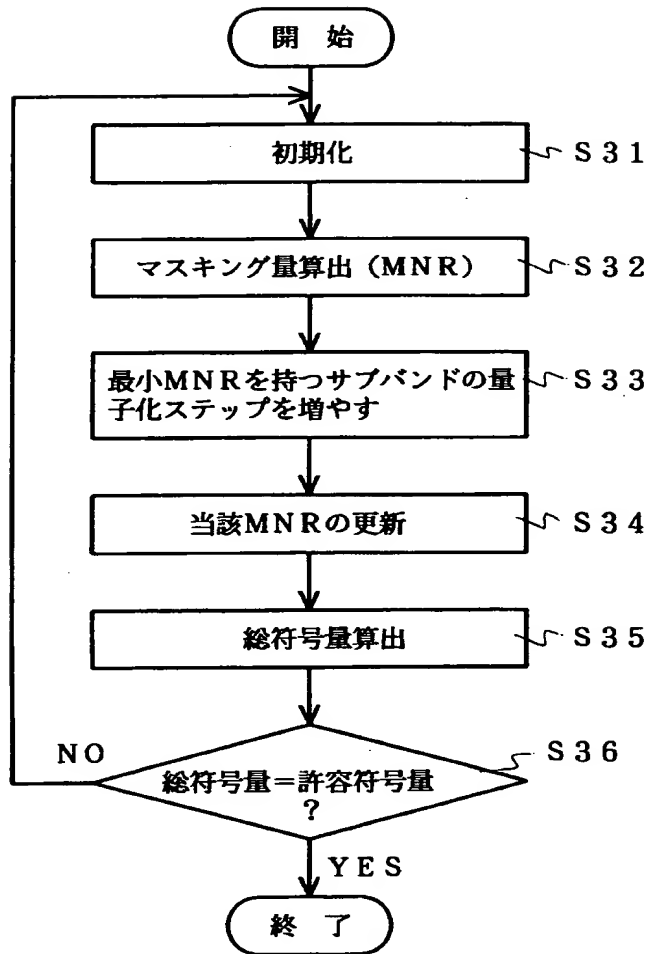 開 始
初期化
S31
マスキング量算出(MNR)
S32
最小MNRを持つサブバンドの量
子化ステップを増やす
S33
当該MNRの更新
S34
総符号量算出
S35
NO
S36
総符号量=許容符号量
?
YES
終 了